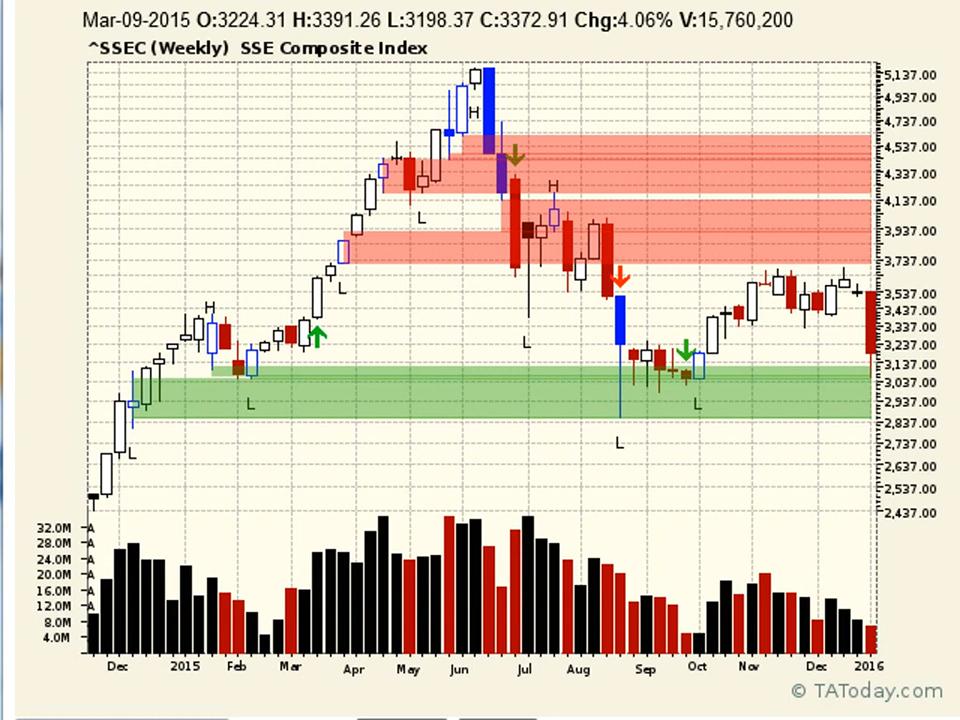 Mar-09-2015 O:3224.31 H:3391.26 L:3198.37 C:3372.91 Chg:4.06% V:15,760,200
^SSEC (Weekly) SSE Composite Index
5,137.00
4,937.00
H
4,737.00
4,537.00
4,337.00
H
4,137.00
L
3,937.00
3,737.00
L
3,537.00
H
3,437.00
3,337.00
L
3,237.00
3,137.00
3,037.00
L
L
2,937.00
2,837.00
L
2,737.00
L
2,637.00
2,537.00
2,437.00
32.0M A
28.0M A
24.0M A
20.0M A
16.0M A
12.0M A
8.0M
4.0M
Dec 2015 Feb Mar Apr May Jun Jul Aug Sep Oct Nov Dec 2016
© TAToday.com